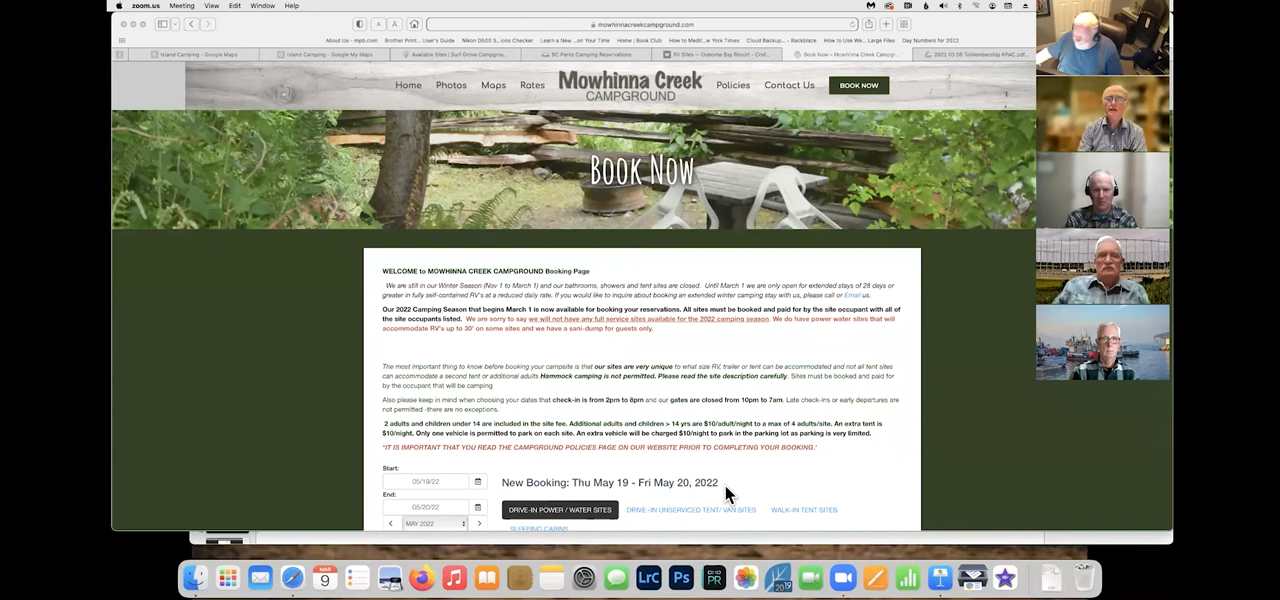 zoom.us Meeting View Edit Window Help
mowhinnacreekcampground.com
About Us - mpb.com Brother Print...User's Guide Nikon D500 S...ions Checker Learn a New ...on Your Time Home | Book Club How to Medit...w York Times Cloud Backup... - Backblaze How to Use We... Large Files Day Numbers for 2022
Island Camping - Google Maps Island Camping - Google My Maps Available Sites | Surf Grove Campgr... BC Parks Camping Reservations RV Sites — Osborne Bay Resort - Crof... Book Now – Mowhinna Creek Campgr... 2022 03 08 ToMembership KPAC.pdf...
Home Photos Maps Rates Mowhinna Creek CAMPGROUND Policies Contact Us BOOK NOW
BOOK NOW
WELCOME to MOWHINNA CREEK CAMPGROUND Booking Page
We are still in our Winter Season (Nov 1 to March 1) and our bathrooms, showers and tent sites are closed. Until March 1 we are only open for extended stays of 28 days or
greater in fully self-contained RV's at a reduced daily rate. If you would like to inquire about booking an extended winter camping stay with us, please call or Email us.
Our 2022 Camping Season that begins March 1 is now available for booking your reservations. All sites must be booked and paid for by the site occupant with all of
the site occupants listed. We are sorry to say we will not have any full service sites available for the 2022 camping season. We do have power water sites that will
accommodate RV's up to 30' on some sites and we have a sani-dump for guests only.
The most important thing to know before booking your campsite is that our sites are very unique to what size RV, trailer or tent can be accommodated and not all tent sites
can accommodate a second tent or additional adults Hammock camping is not permitted. Please read the site description carefully. Sites must be booked and paid for
by the occupant that will be camping
Also please keep in mind when choosing your dates that check-in is from 2pm to 8pm and our gates are closed from 10pm to 7am. Late check-ins or early departures are
not permitted -there are no exceptions.
2 adults and children under 14 are included in the site fee. Additional adults and children > 14 yrs are $10/adult/night to a max of 4 adults/site. An extra tent is
$10/night. Only one vehicle is permitted to park on each site. An extra vehicle will be charged $10/night to park in the parking lot as parking is very limited.
*IT IS IMPORTANT THAT YOU READ THE CAMPGROUND POLICIES PAGE ON OUR WEBSITE PRIOR TO COMPLETING YOUR BOOKING.*
Start:
05/19/22
New Booking: Thu May 19 - Fri May 20, 2022
End:
05/20/22
DRIVE-IN POWER / WATER SITES DRIVE -IN UNSERVICED TENT/ VAN SITES WALK-IN TENT SITES
MAY 2022
SLEEPING CABINS
MAR
9
LrC Ps PR 2019